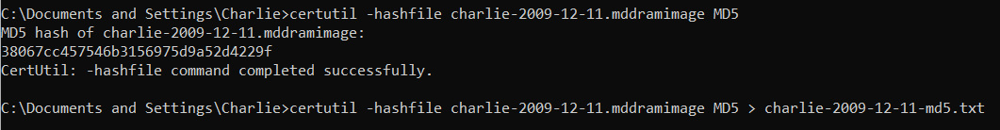 C:\Documents and Settings\Charlie>certutil -hashfile charlie-2009-12-11.mddramimage MD5
MD5 hash of charlie-2009-12-11.mddramimage:
38067cc457546b3156975d9a52d4229f
CertUtil: -hashfile command completed successfully.
C:\Documents and Settings\Charlie>certutil -hashfile charlie-2009-12-11.mddramimage MD5 > charlie-2009-12-11-md5.txt